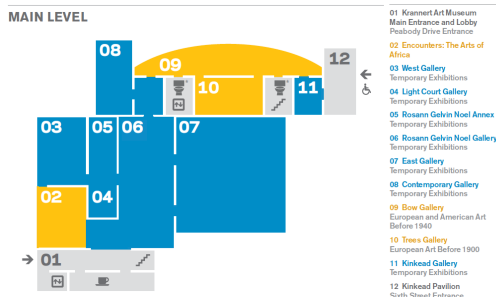 MAIN LEVEL
08
09
12
10
11
03
05
06
07
02
04
01
01 Krannert Art Museum
Main Entrance and Lobby
Peabody Drive Entrance
02 Encounters: The Arts of
Africa
03 West Gallery
Temporary Exhibitions
04 Light Court Gallery
Temporary Exhibitions
05 Rosann Gelvin Noel Annex
Temporary Exhibitions
06 Rosann Gelvin Noel Gallery
Temporary Exhibitions
07 East Gallery
Temporary Exhibitions
08 Contemporary Gallery
Temporary Exhibitions
09 Bow Gallery
European and American Art
Before 1940
10 Trees Gallery
European Art Before 1900
11 Kinkead Gallery
Temporary Exhibitions
12 Kinkead Pavilion
Sixth Street Entrance